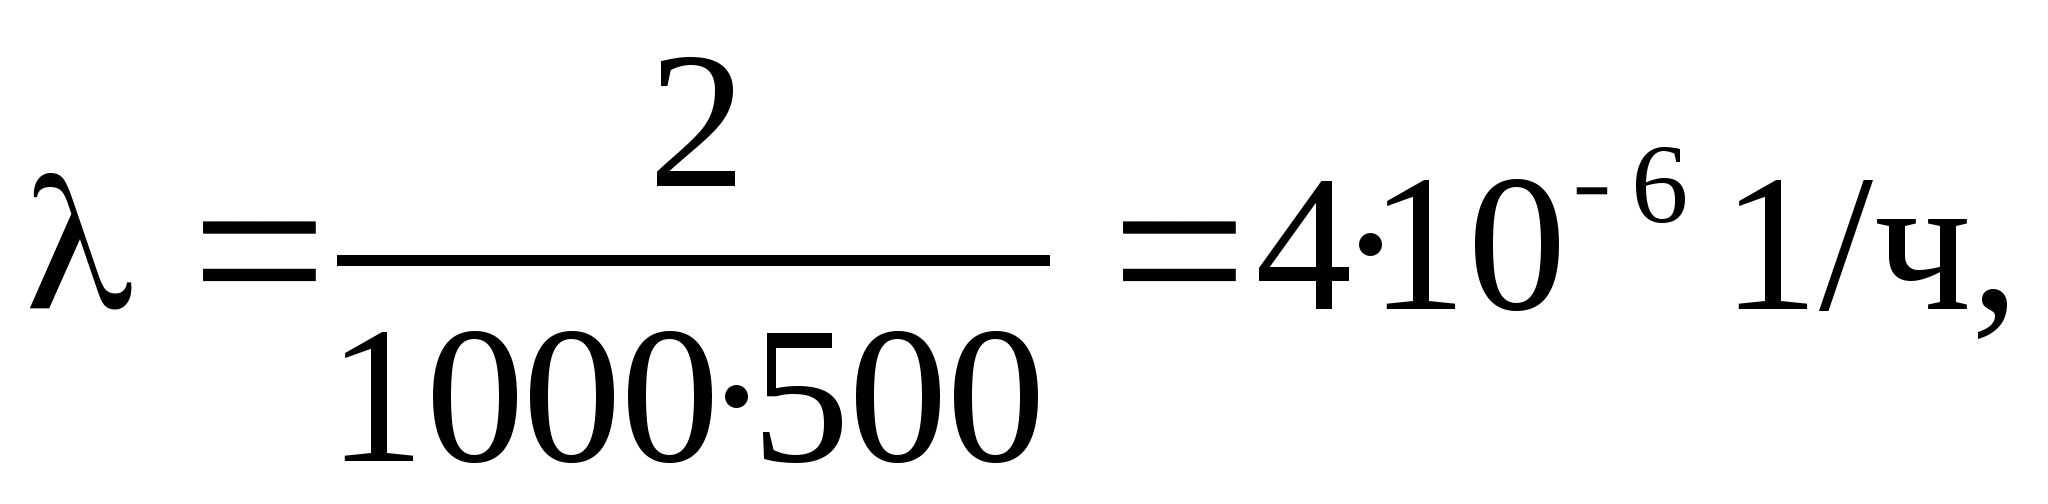 λ = 2 / 1000·500 = 4·10⁻⁶ 1/ч,